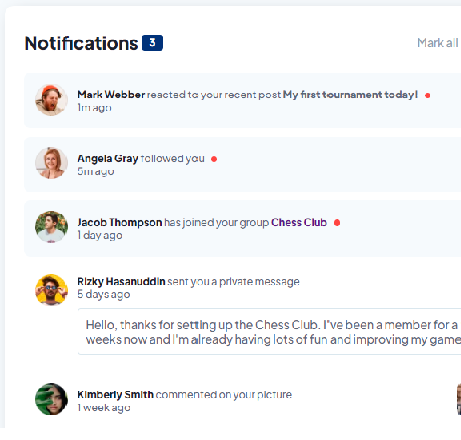 Notifications 3
Mark all
Mark Webber reacted to your recent post My first tournament today!
1m ago
Angela Gray followed you
5m ago
Jacob Thompson has joined your group Chess Club
1 day ago
Rizky Hasanuddin sent you a private message
5 days ago
Hello, thanks for setting up the Chess Club. I've been a member for a
weeks now and I'm already having lots of fun and improving my game
Kimberly Smith commented on your picture
1 week ago